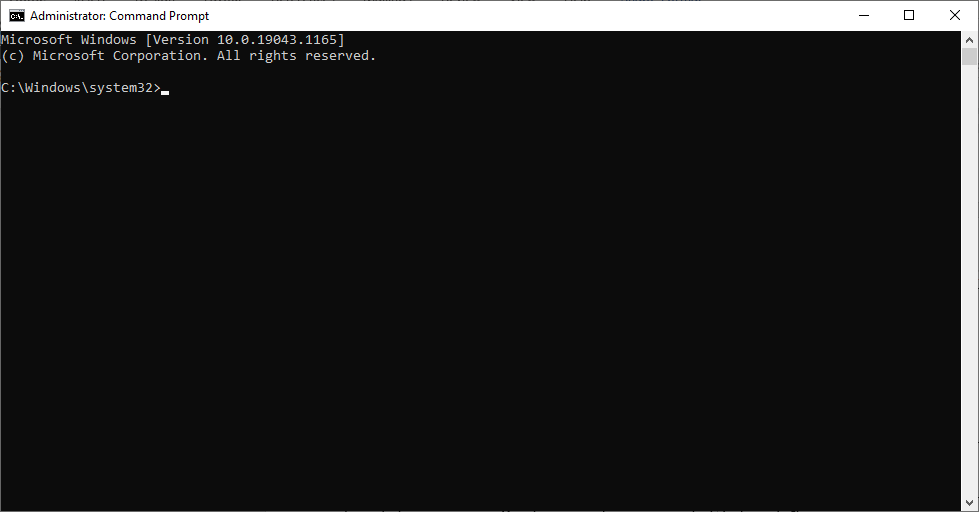 Administrator: Command Prompt
Microsoft Windows [Version 10.0.19043.1165]
(c) Microsoft Corporation. All rights reserved.
C:\Windows\system32>